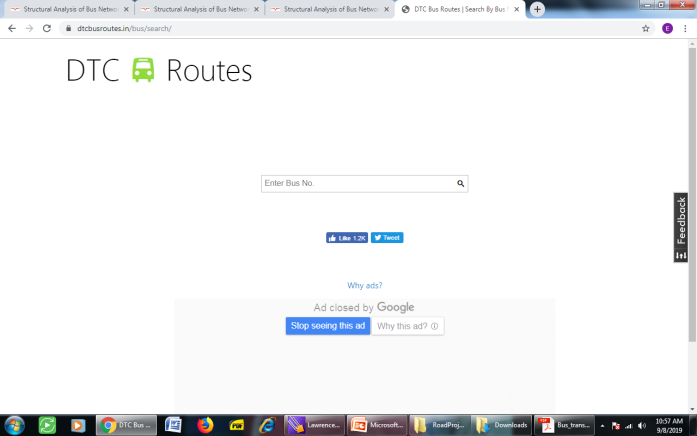 Structural Analysis of Bus Networ
Structural Analysis of Bus Networ
Structural Analysis of Bus Networ
DTC Bus Routes | Search By Bus
dtcbusroutes.in/bus/search/
E
DTC Routes
Enter Bus No.
Like 1.2K
Tweet
Feedback
Why ads?
Ad closed by Google
Stop seeing this ad
Why this ad?
DTC Bus ...
Lawrence...
Microsoft...
RoadProj...
Downloads
Bus_trans...
10:57 AM
9/8/2019